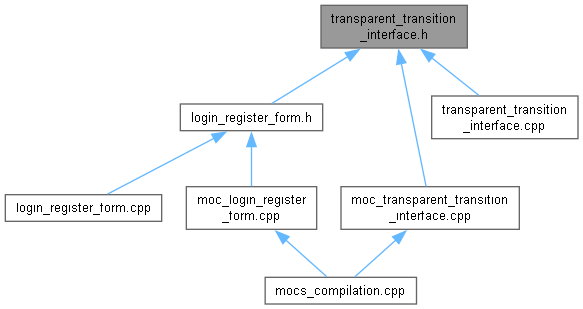 transparent_transition
_interface.h
login_register_form.h
transparent_transition
_interface.cpp
login_register_form.cpp
moc_login_register
_form.cpp
moc_transparent_transition
_interface.cpp
mocs_compilation.cpp